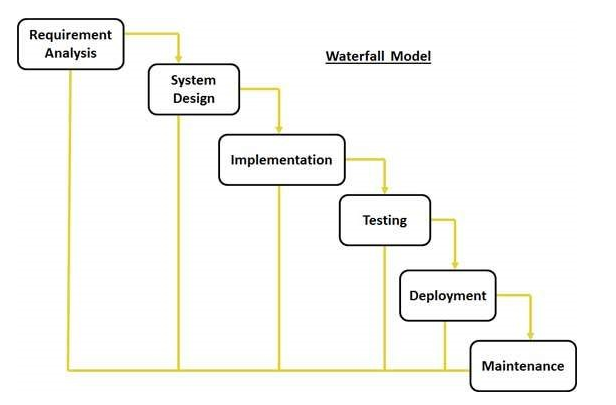 Requirement
Analysis
Waterfall Model
System
Design
Implementation
Testing
Deployment
Maintenance